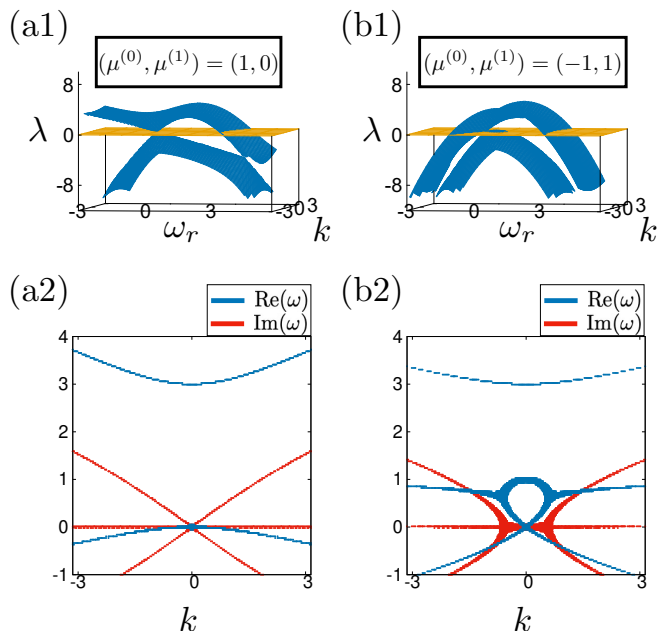 (a1)
(b1)
(μ^(0), μ^(1)) = (1, 0)
(μ^(0), μ^(1)) = (−1, 1)
8
λ 0
-8
-3 0 3 -3 0 3
ω_r k
8
λ 0
-8
-3 0 3 -3 0 3
ω_r k
(a2)
(b2)
Re(ω)
Im(ω)
Re(ω)
Im(ω)
4
3
2
1
0
-1
-3 0 3
k
4
3
2
1
0
-1
-3 0 3
k